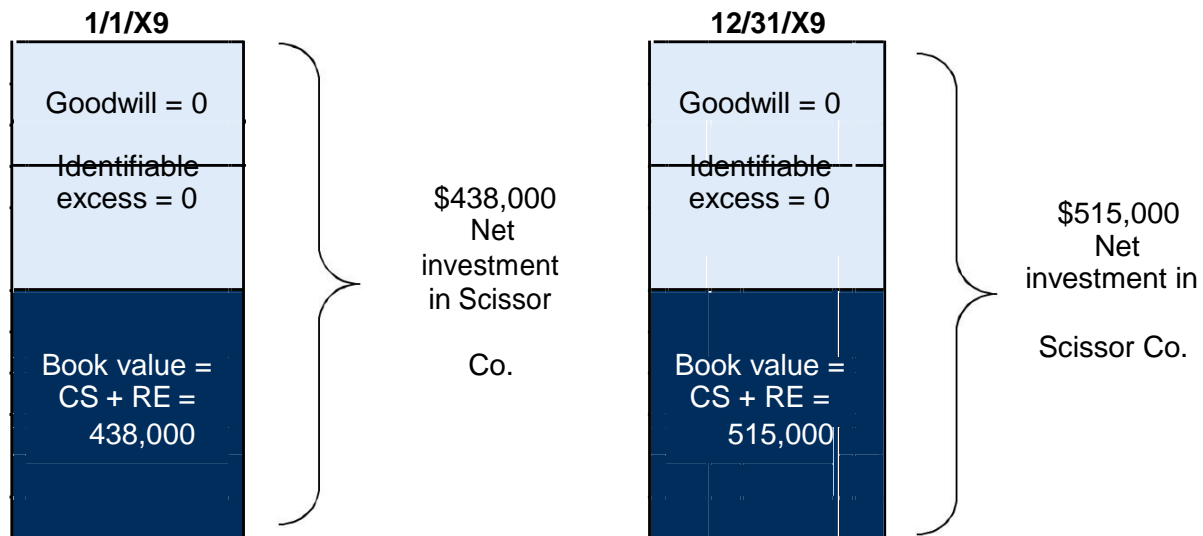 1/1/X9
Goodwill = 0
Identifiable
excess = 0
Book value =
CS + RE =
438,000
$438,000
Net
investment
in Scissor
Co.
12/31/X9
Goodwill = 0
Identifiable
excess = 0
Book value =
CS + RE =
515,000
$515,000
Net
investment in
Scissor Co.